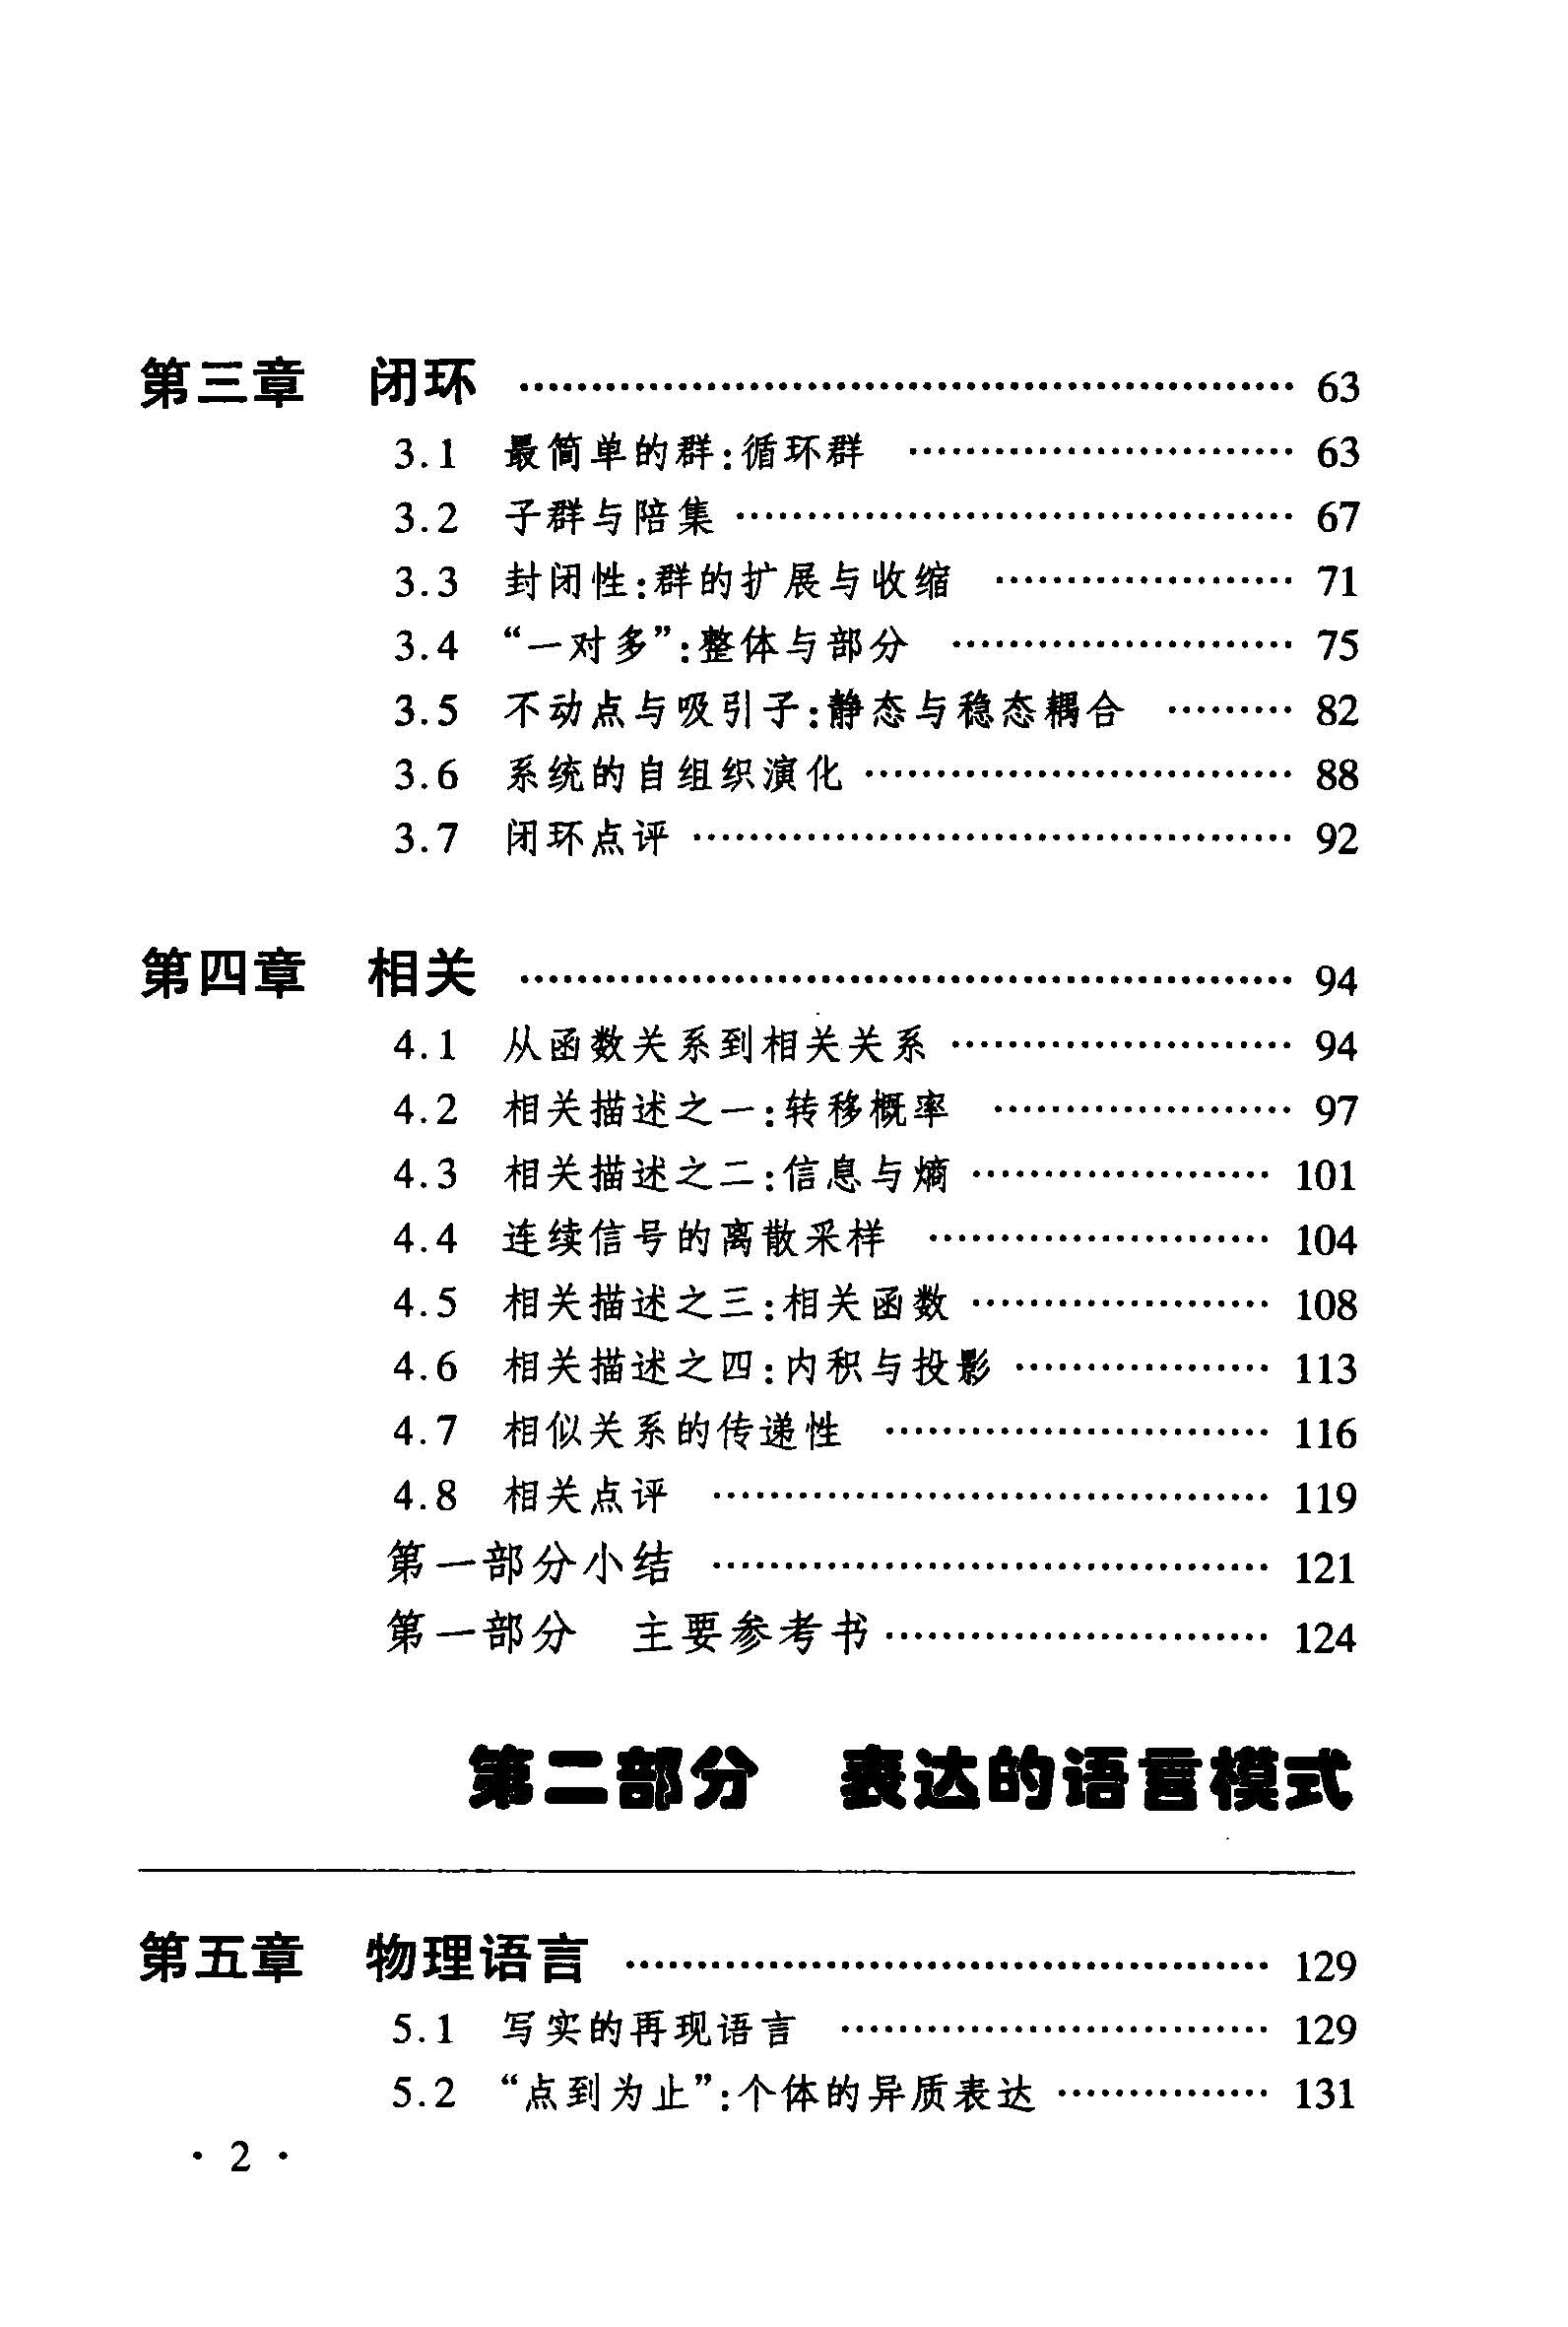 第三章 闭环 …… 63
3.1 最简单的群:循环群 …… 63
3.2 子群与陪集 …… 67
3.3 封闭性:群的扩展与收缩 …… 71
3.4 “一对多”:整体与部分 …… 75
3.5 不动点与吸引子:静态与稳态耦合 …… 82
3.6 系统的自组织演化 …… 88
3.7 闭环点评 …… 92
第四章 相关 …… 94
4.1 从函数关系到相关关系 …… 94
4.2 相关描述之一:转移概率 …… 97
4.3 相关描述之二:信息与熵 …… 101
4.4 连续信号的离散采样 …… 104
4.5 相关描述之三:相关函数 …… 108
4.6 相关描述之四:内积与投影 …… 113
4.7 相似关系的传递性 …… 116
4.8 相关点评 …… 119
第一部分小结 …… 121
第一部分 主要参考书 …… 124
第二部分 表达的语言模式
第五章 物理语言 …… 129
5.1 写实的再现语言 …… 129
5.2 “点到为止”:个体的异质表达 …… 131
· 2 ·